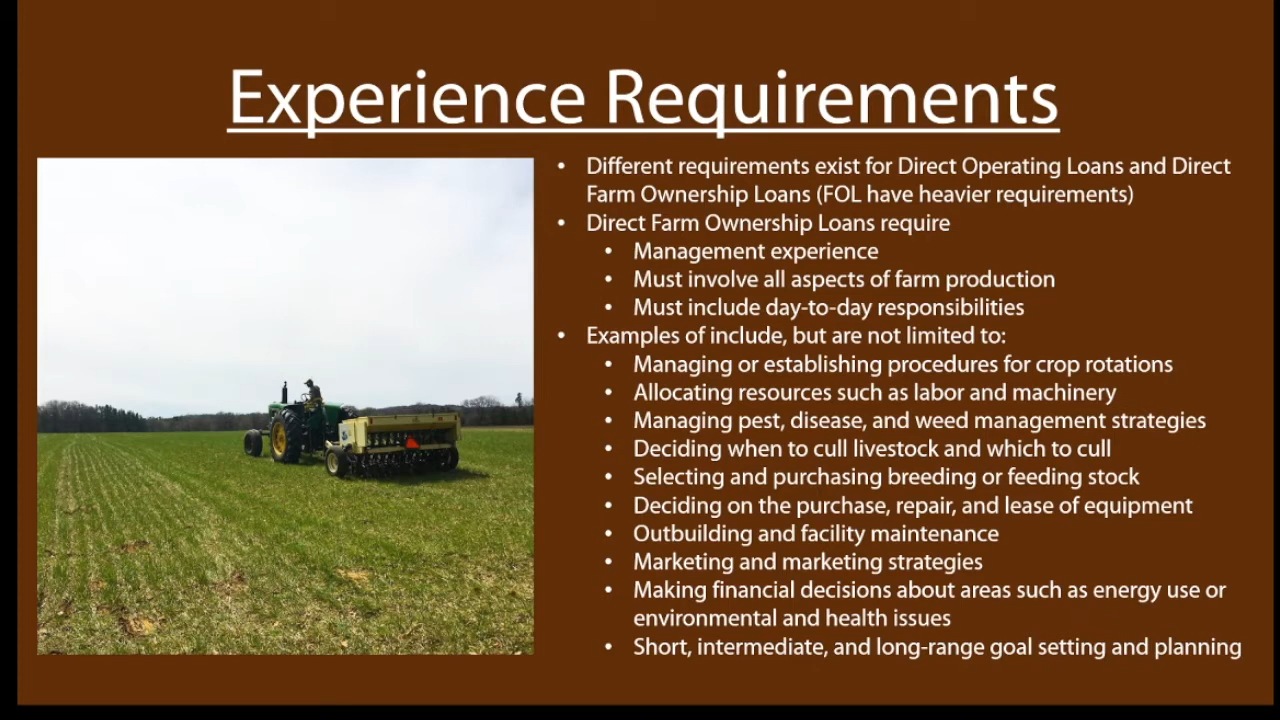 Experience Requirements
• Different requirements exist for Direct Operating Loans and Direct
Farm Ownership Loans (FOL have heavier requirements)
• Direct Farm Ownership Loans require
• Management experience
• Must involve all aspects of farm production
• Must include day-to-day responsibilities
• Examples of include, but are not limited to:
• Managing or establishing procedures for crop rotations
• Allocating resources such as labor and machinery
• Managing pest, disease, and weed management strategies
• Deciding when to cull livestock and which to cull
• Selecting and purchasing breeding or feeding stock
• Deciding on the purchase, repair, and lease of equipment
• Outbuilding and facility maintenance
• Marketing and marketing strategies
• Making financial decisions about areas such as energy use or
environmental and health issues
• Short, intermediate, and long-range goal setting and planning